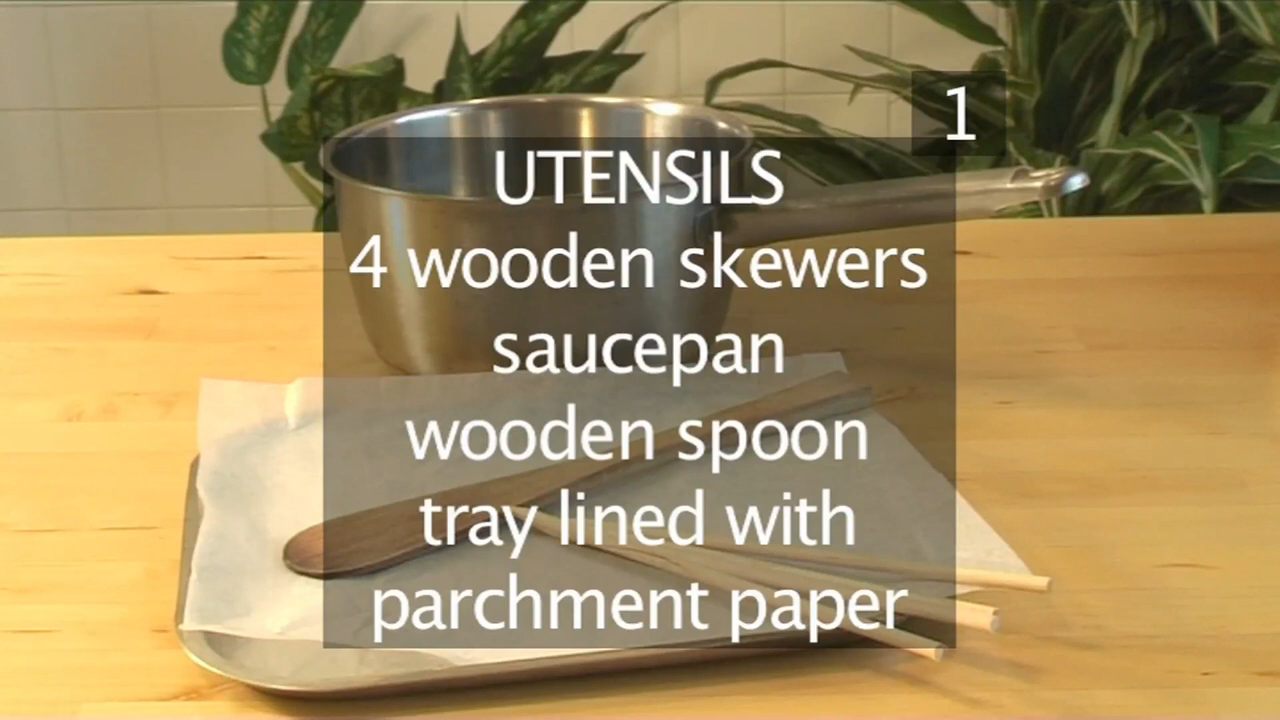 1
UTENSILS
4 wooden skewers
saucepan
wooden spoon
tray lined with
parchment paper